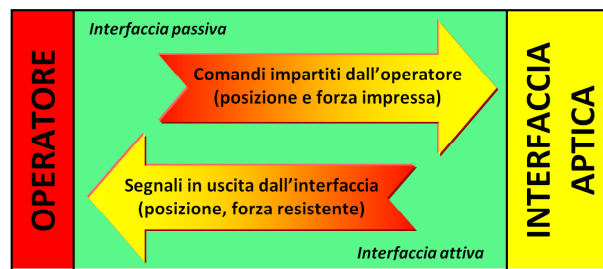 OPERATORE
Interfaccia passiva
Comandi impartiti dall'operatore
(posizione e forza impressa)
Segnali in uscita dall'interfaccia
(posizione, forza resistente)
Interfaccia attiva
INTERFACCIA
APTICA